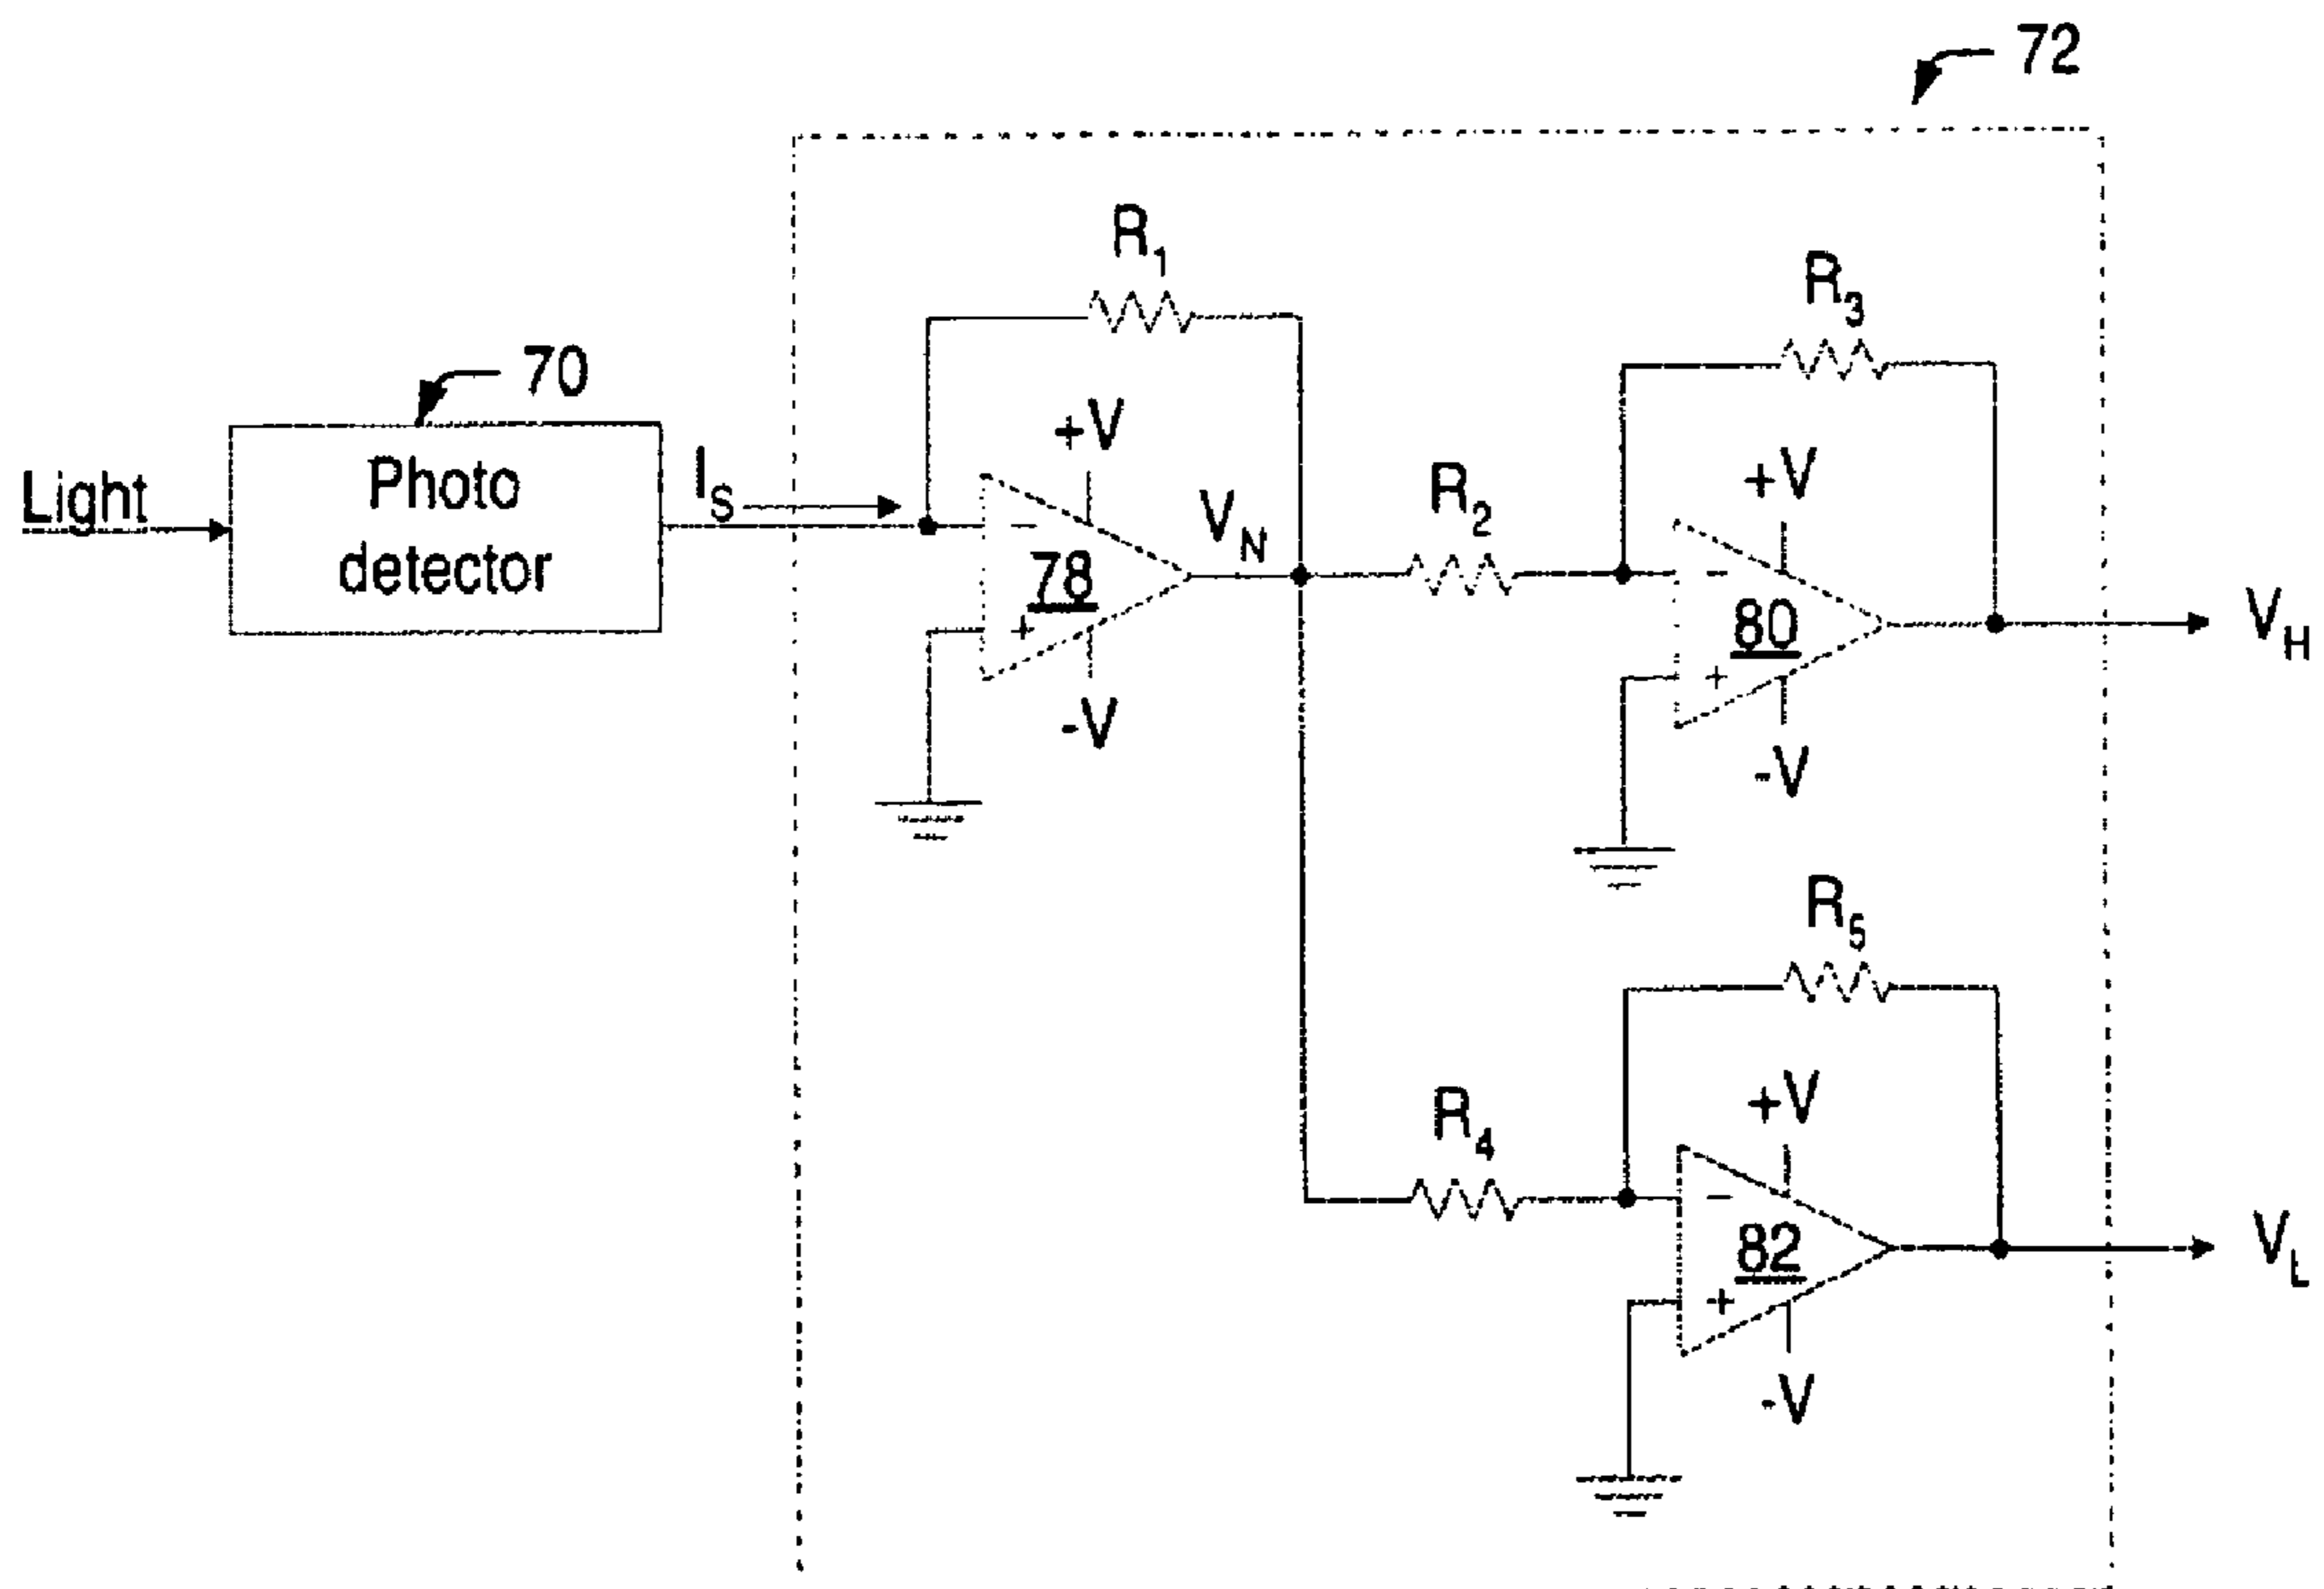 72
R1
R3
70
+V
Light
Photo
detector
IS
VN
R2
+V
78
80
VH
-V
-V
R5
R4
+V
82
VL
-V